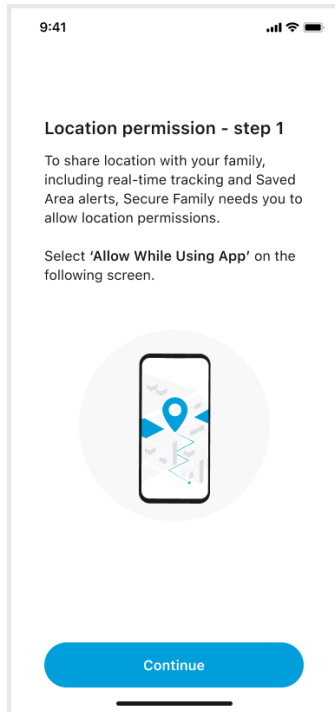 9:41
Location permission - step 1
To share location with your family,
including real-time tracking and Saved
Area alerts, Secure Family needs you to
allow location permissions.
Select ‘Allow While Using App’ on the
following screen.
Continue